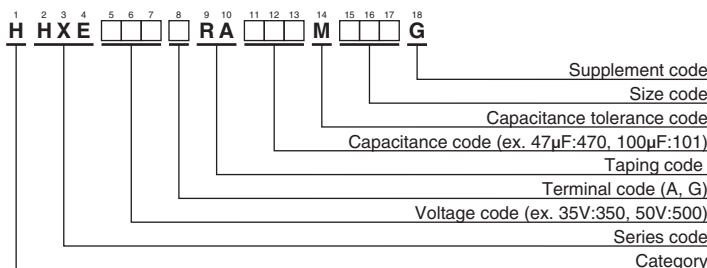 1 2 3 4 5 6 7 8 9 10 11 12 13 14 15 16 17 18
H HXE RA M G
Supplement code
Size code
Capacitance tolerance code
Capacitance code (ex. 47µF:470, 100µF:101)
Taping code
Terminal code (A, G)
Voltage code (ex. 35V:350, 50V:500)
Series code
Category